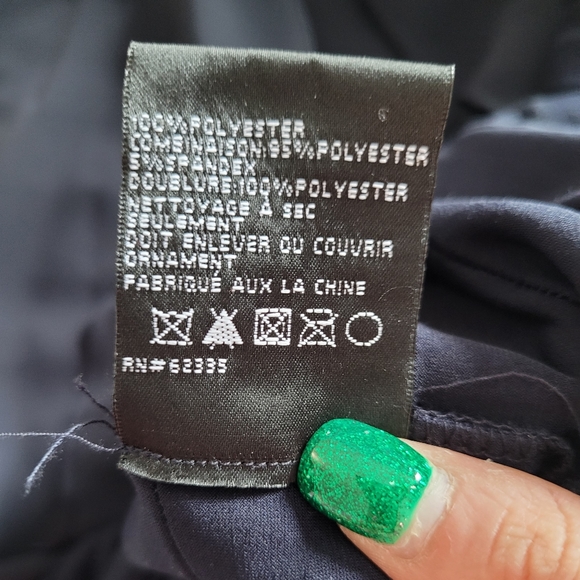 100%POLYESTER
COMBINAISON:95%POLYESTER
5%SPANDEX
DOUBLURE:100%POLYESTER
NETTOYAGE À SEC
SEULEMENT
DOIT ENLEVER OU COUVRIR
ORNAMENT
FABRIQUÉ AUX LA CHINE
RN#62335